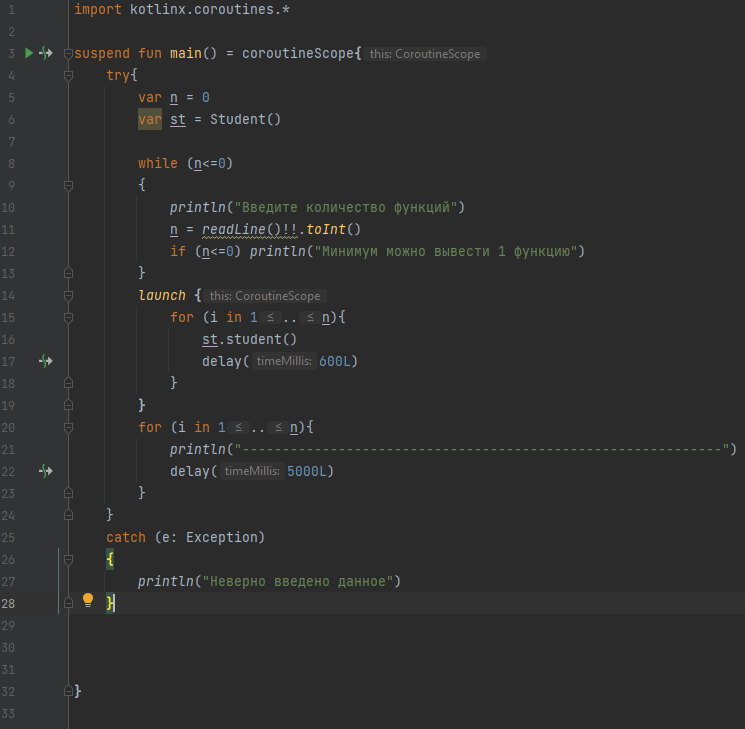 1 import kotlinx.coroutines.*
2
3 suspend fun main() = coroutineScope{ this: CoroutineScope
4     try{
5         var n = 0
6         var st = Student()
7
8         while (n<=0)
9         {
10             println("Введите количество функций")
11             n = readLine()!!.toInt()
12             if (n<=0) println("Минимум можно вывести 1 функцию")
13         }
14         launch { this: CoroutineScope
15             for (i in 1 ≤ .. ≤ n){
16                 st.student()
17                 delay( timeMillis: 600L)
18             }
19         }
20         for (i in 1 ≤ .. ≤ n){
21             println("------------------------------------------------------------")
22             delay( timeMillis: 5000L)
23         }
24     }
25     catch (e: Exception)
26     {
27         println("Неверно введено данное")
28     }
29
30
31
32 }
33